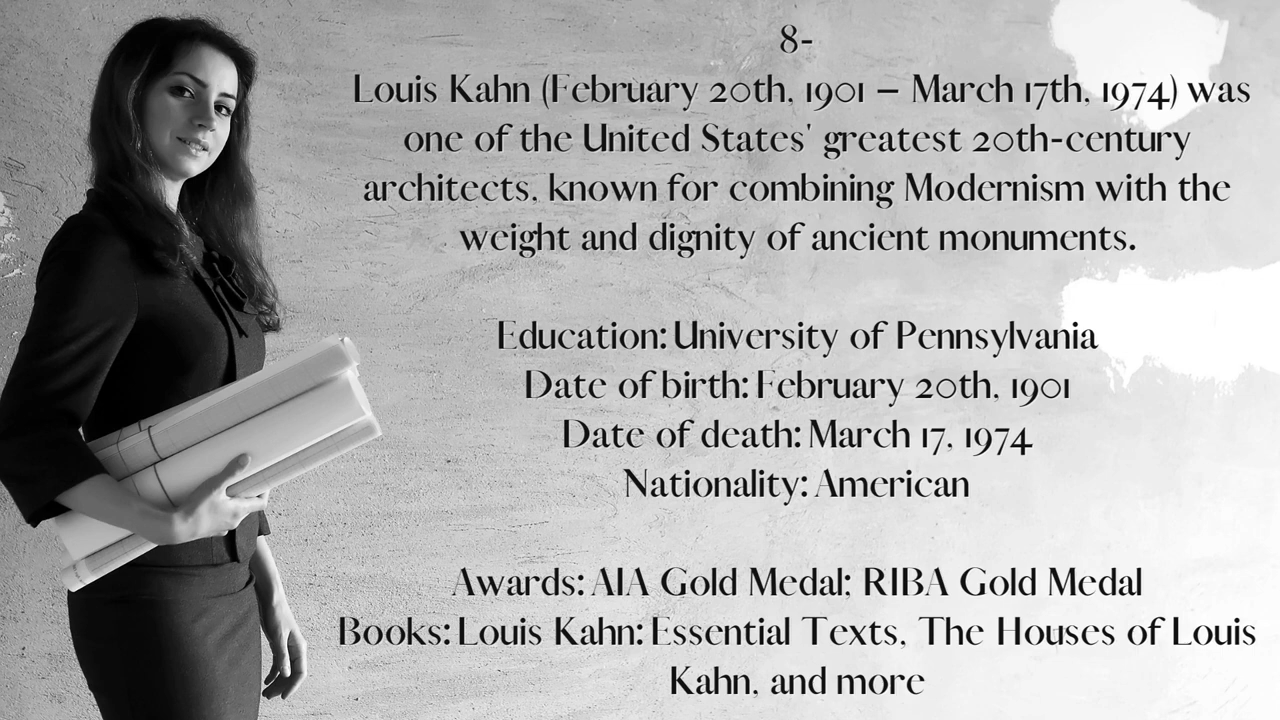 8-
Louis Kahn (February 20th, 1901 – March 17th, 1974) was
one of the United States' greatest 20th-century
architects, known for combining Modernism with the
weight and dignity of ancient monuments.
Education: University of Pennsylvania
Date of birth: February 20th, 1901
Date of death: March 17, 1974
Nationality: American
Awards: AIA Gold Medal; RIBA Gold Medal
Books: Louis Kahn: Essential Texts, The Houses of Louis
Kahn, and more